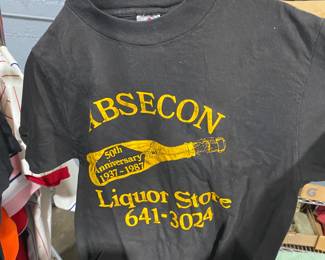 ABSECON
50th
Anniversary
1937-1987
Liquor Store
641-3024